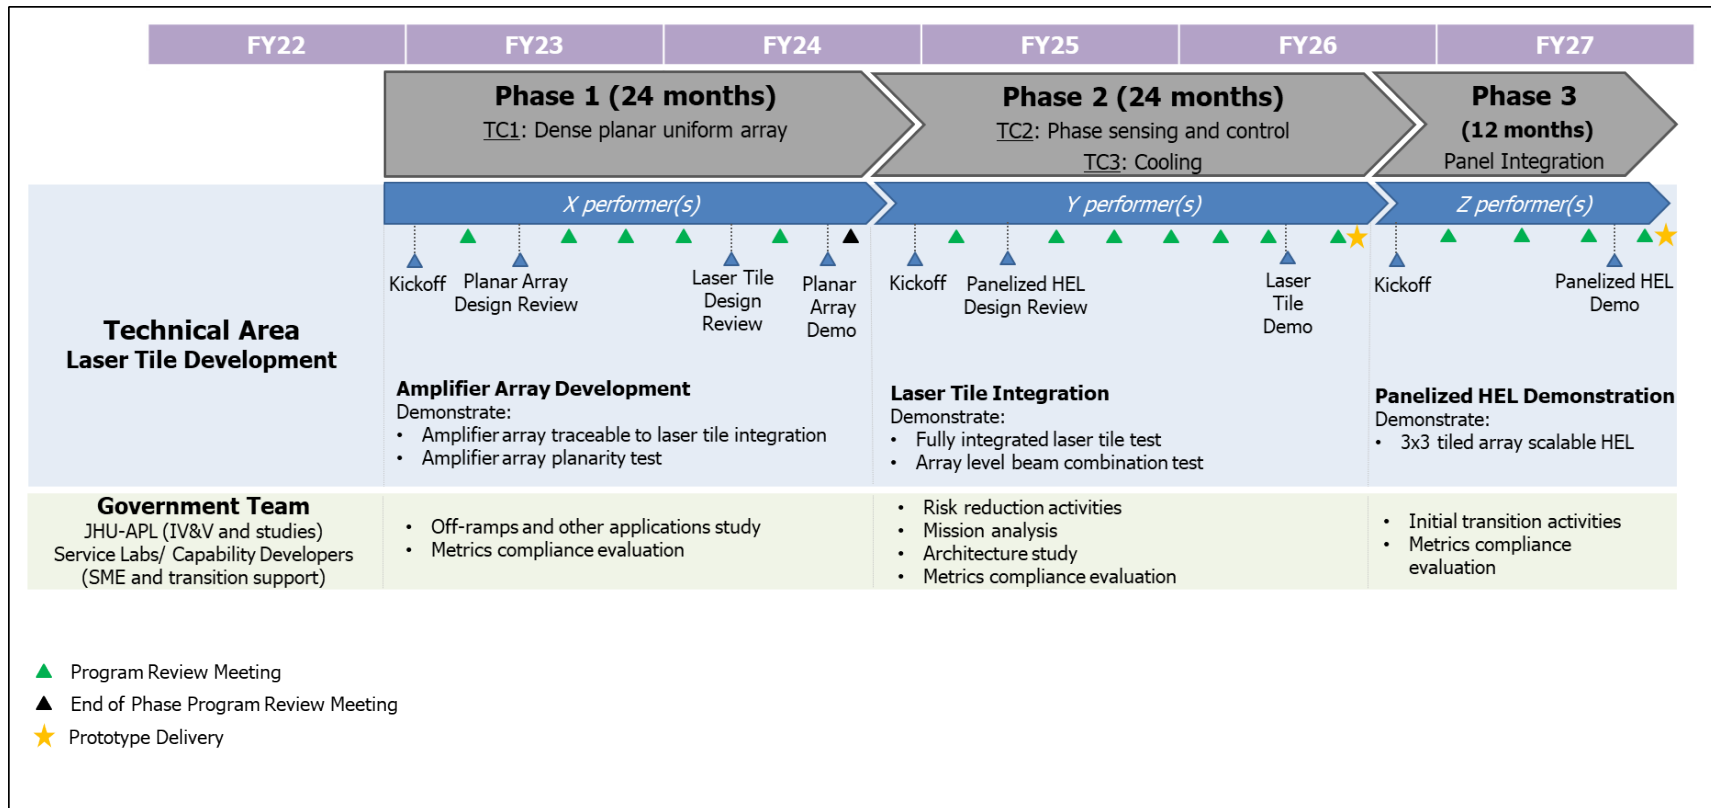 FY22 FY23 FY24 FY25 FY26 FY27
Phase 1 (24 months)
TC1: Dense planar uniform array
Phase 2 (24 months)
TC2: Phase sensing and control
TC3: Cooling
Phase 3
(12 months)
Panel Integration
X performer(s)
Y performer(s)
Z performer(s)
Technical Area
Laser Tile Development
Kickoff
Planar Array
Design Review
Laser Tile
Design
Review
Planar
Array
Demo
Kickoff
Panelized HEL
Design Review
Laser
Tile
Demo
Kickoff
Panelized HEL
Demo
Amplifier Array Development
Demonstrate:
• Amplifier array traceable to laser tile integration
• Amplifier array planarity test
Laser Tile Integration
Demonstrate:
• Fully integrated laser tile test
• Array level beam combination test
Panelized HEL Demonstration
Demonstrate:
• 3x3 tiled array scalable HEL
Government Team
JHU-APL (IV&V and studies)
Service Labs/ Capability Developers
(SME and transition support)
• Off-ramps and other applications study
• Metrics compliance evaluation
• Risk reduction activities
• Mission analysis
• Architecture study
• Metrics compliance evaluation
• Initial transition activities
• Metrics compliance
evaluation
Program Review Meeting
End of Phase Program Review Meeting
Prototype Delivery